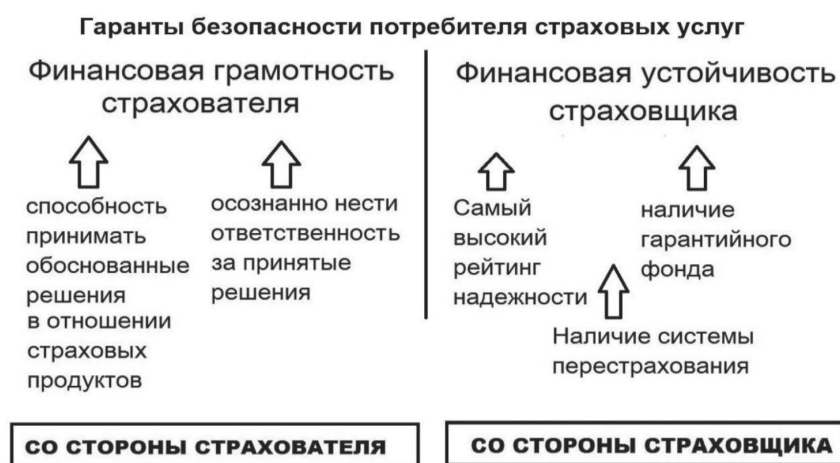 Гаранты безопасности потребителя страховых услуг
Финансовая грамотность
страхователя
способность
принимать
обоснованные
решения
в отношении
страховых
продуктов
осознанно нести
ответственность
за принятые
решения
СО СТОРОНЫ СТРАХОВАТЕЛЯ
Финансовая устойчивость
страховщика
Самый
высокий
рейтинг
надежности
наличие
гарантийного
фонда
Наличие системы
перестрахования
СО СТОРОНЫ СТРАХОВЩИКА